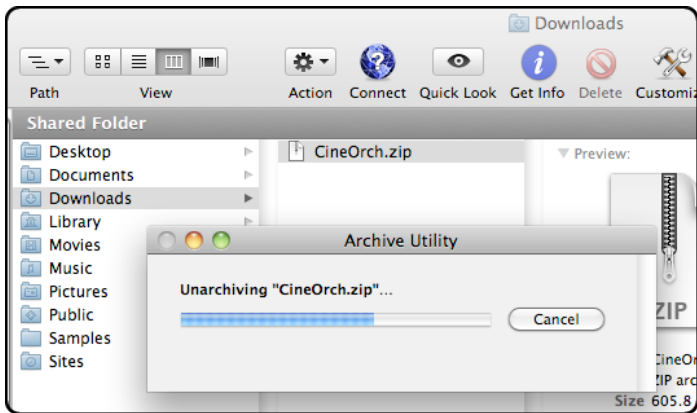 Downloads
Path View Action Connect Quick Look Get Info Delete
Shared Folder
Desktop
Documents
Downloads
Library
Movies
Music
Pictures
Public
Samples
Sites
CineOrch.zip
Preview:
ZIP
Size 605.8
Archive Utility
Unarchiving "CineOrch.zip"...
Cancel